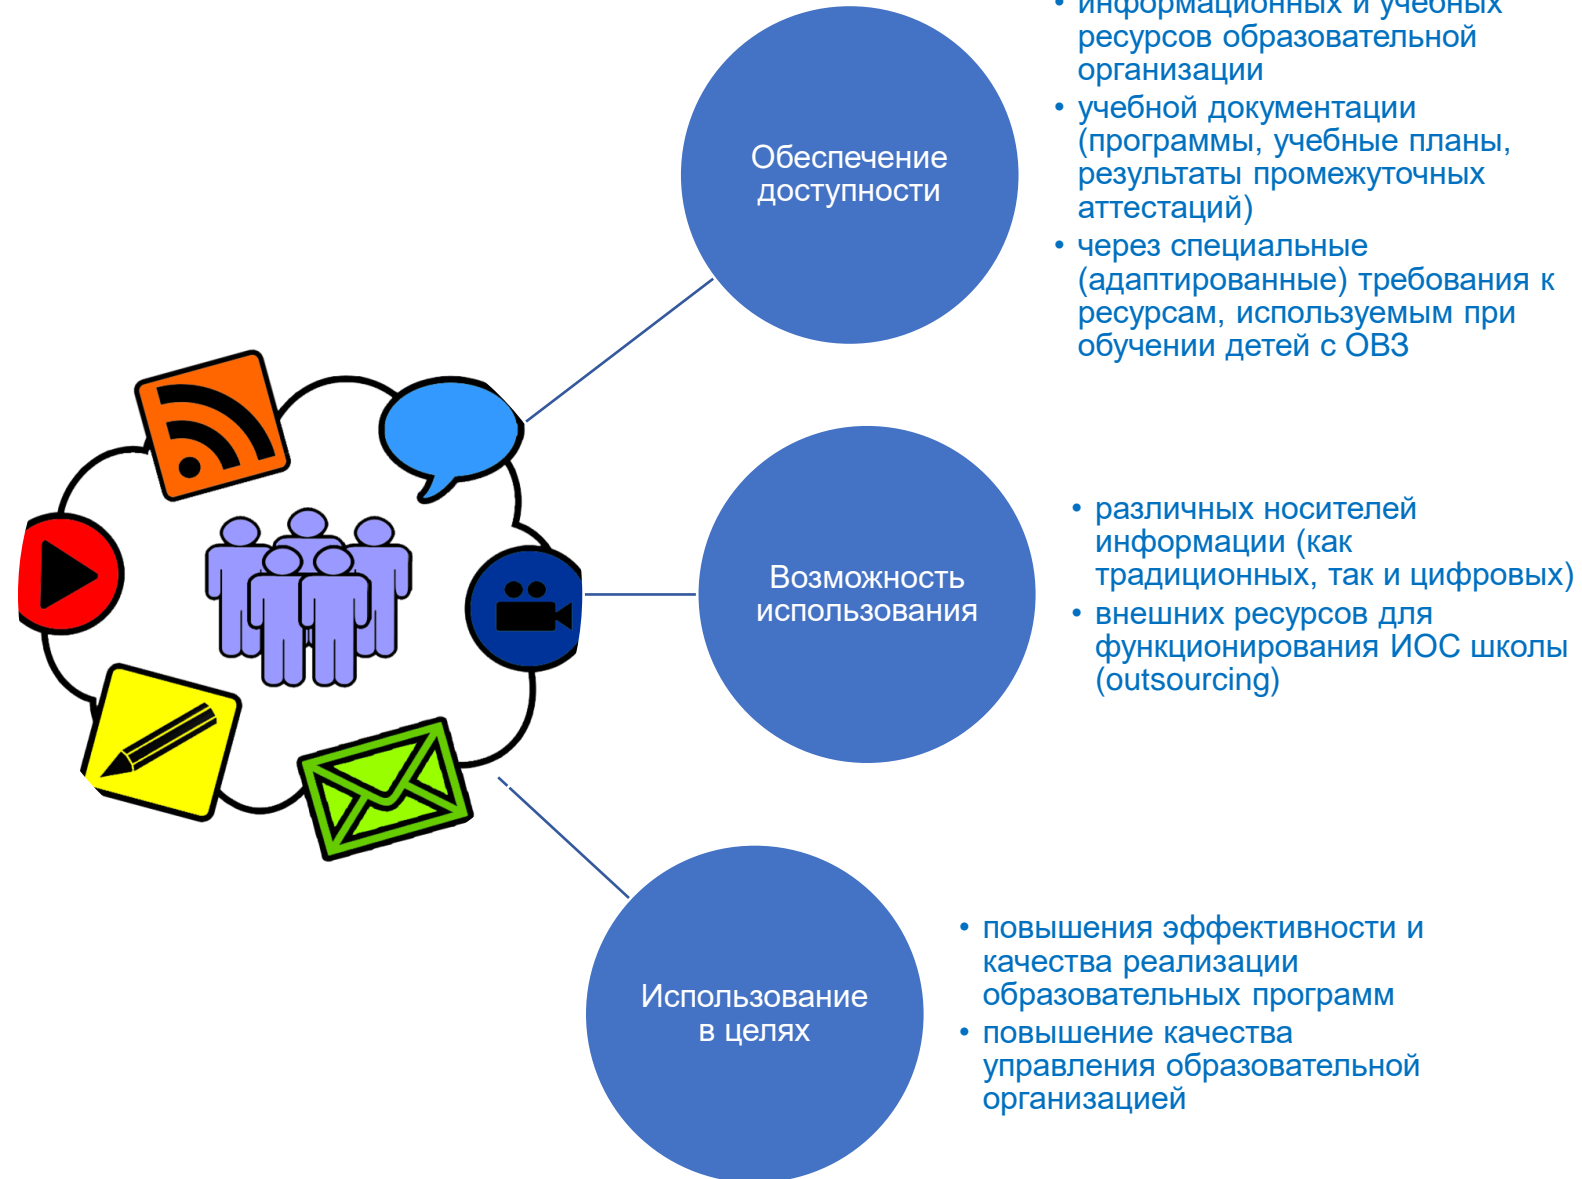 Обеспечение
доступности
• информационных и учебных
ресурсов образовательной
организации
• учебной документации
(программы, учебные планы,
результаты промежуточных
аттестаций)
• через специальные
(адаптированные) требования к
ресурсам, используемым при
обучении детей с ОВЗ
Возможность
использования
• различных носителей
информации (как
традиционных, так и цифровых)
• внешних ресурсов для
функционирования ИОС школы
(outsourcing)
Использование
в целях
• повышения эффективности и
качества реализации
образовательных программ
• повышение качества
управления образовательной
организацией